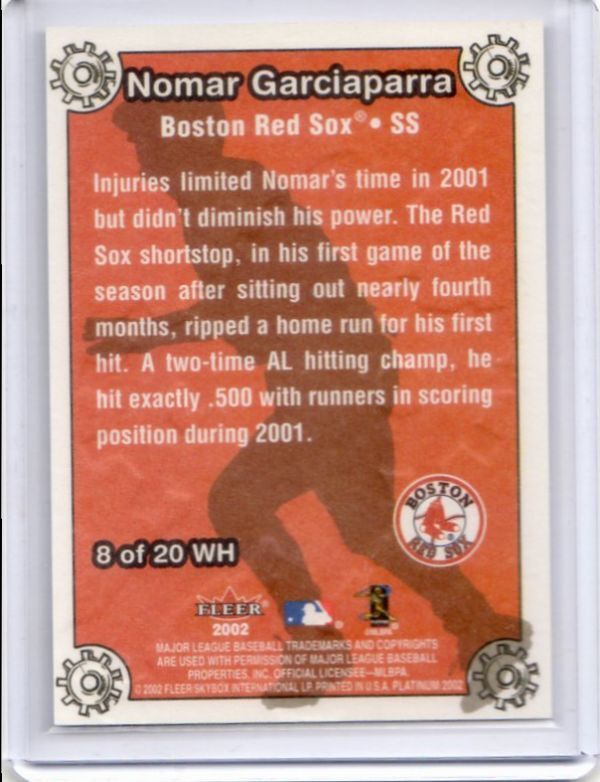 Nomar Garciaparra
Boston Red Sox® • SS
Injuries limited Nomar's time in 2001
but didn't diminish his power. The Red
Sox shortstop, in his first game of the
season after sitting out nearly fourth
months, ripped a home run for his first
hit. A two-time AL hitting champ, he
hit exactly .500 with runners in scoring
position during 2001.
BOSTON
RED SOX
8 of 20 WH
FLEER
2002
MLBPA
MAJOR LEAGUE BASEBALL TRADEMARKS AND COPYRIGHTS
ARE USED WITH PERMISSION OF MAJOR LEAGUE BASEBALL
PROPERTIES, INC. OFFICIAL LICENSEE—MLBPA
© 2002 FLEER/SKYBOX INTERNATIONAL LP. PRINTED IN U.S.A. PLATINUM 2002